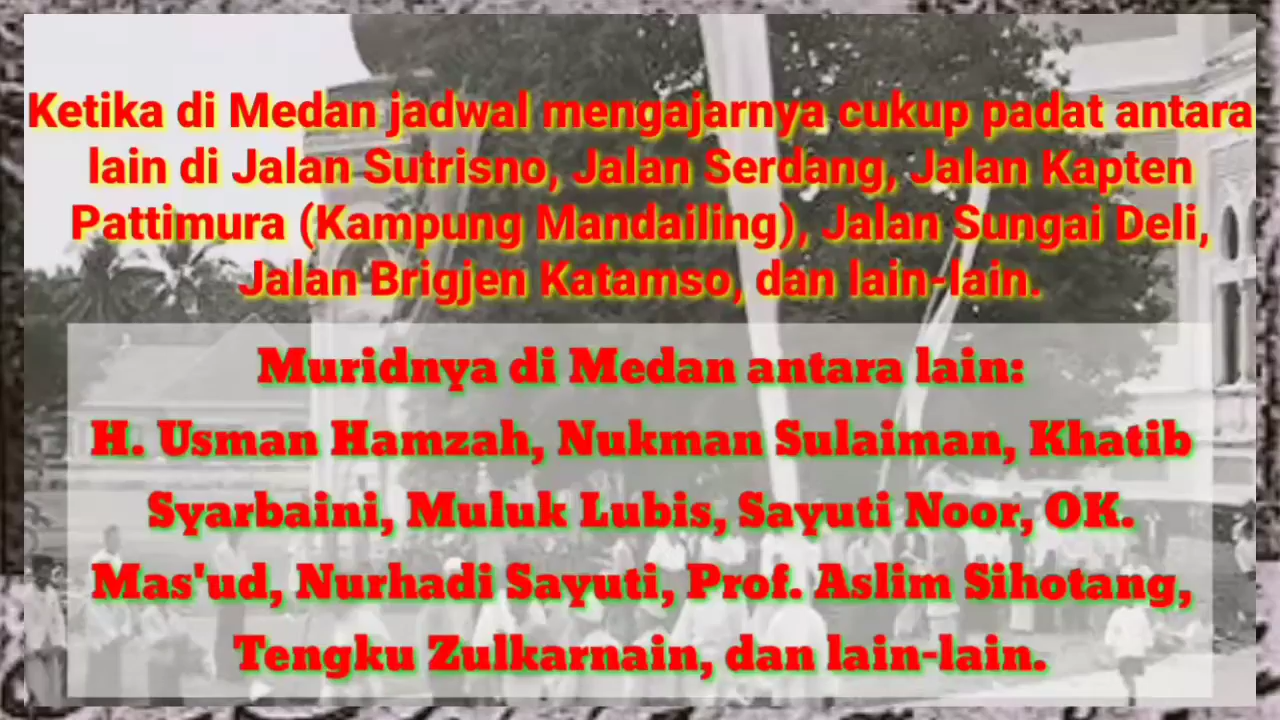 Ketika di Medan jadwal mengajarnya cukup padat antara
lain di Jalan Sutrisno, Jalan Serdang, Jalan Kapten
Pattimura (Kampung Mandailing), Jalan Sungai Deli,
Jalan Brigjen Katamso, dan lain-lain.
Muridnya di Medan antara lain:
H. Usman Hamzah, Nukman Sulaiman, Khatib
Syarbaini, Muluk Lubis, Sayuti Noor, OK.
Mas'ud, Nurhadi Sayuti, Prof. Aslim Sihotang,
Tengku Zulkarnain, dan lain-lain.